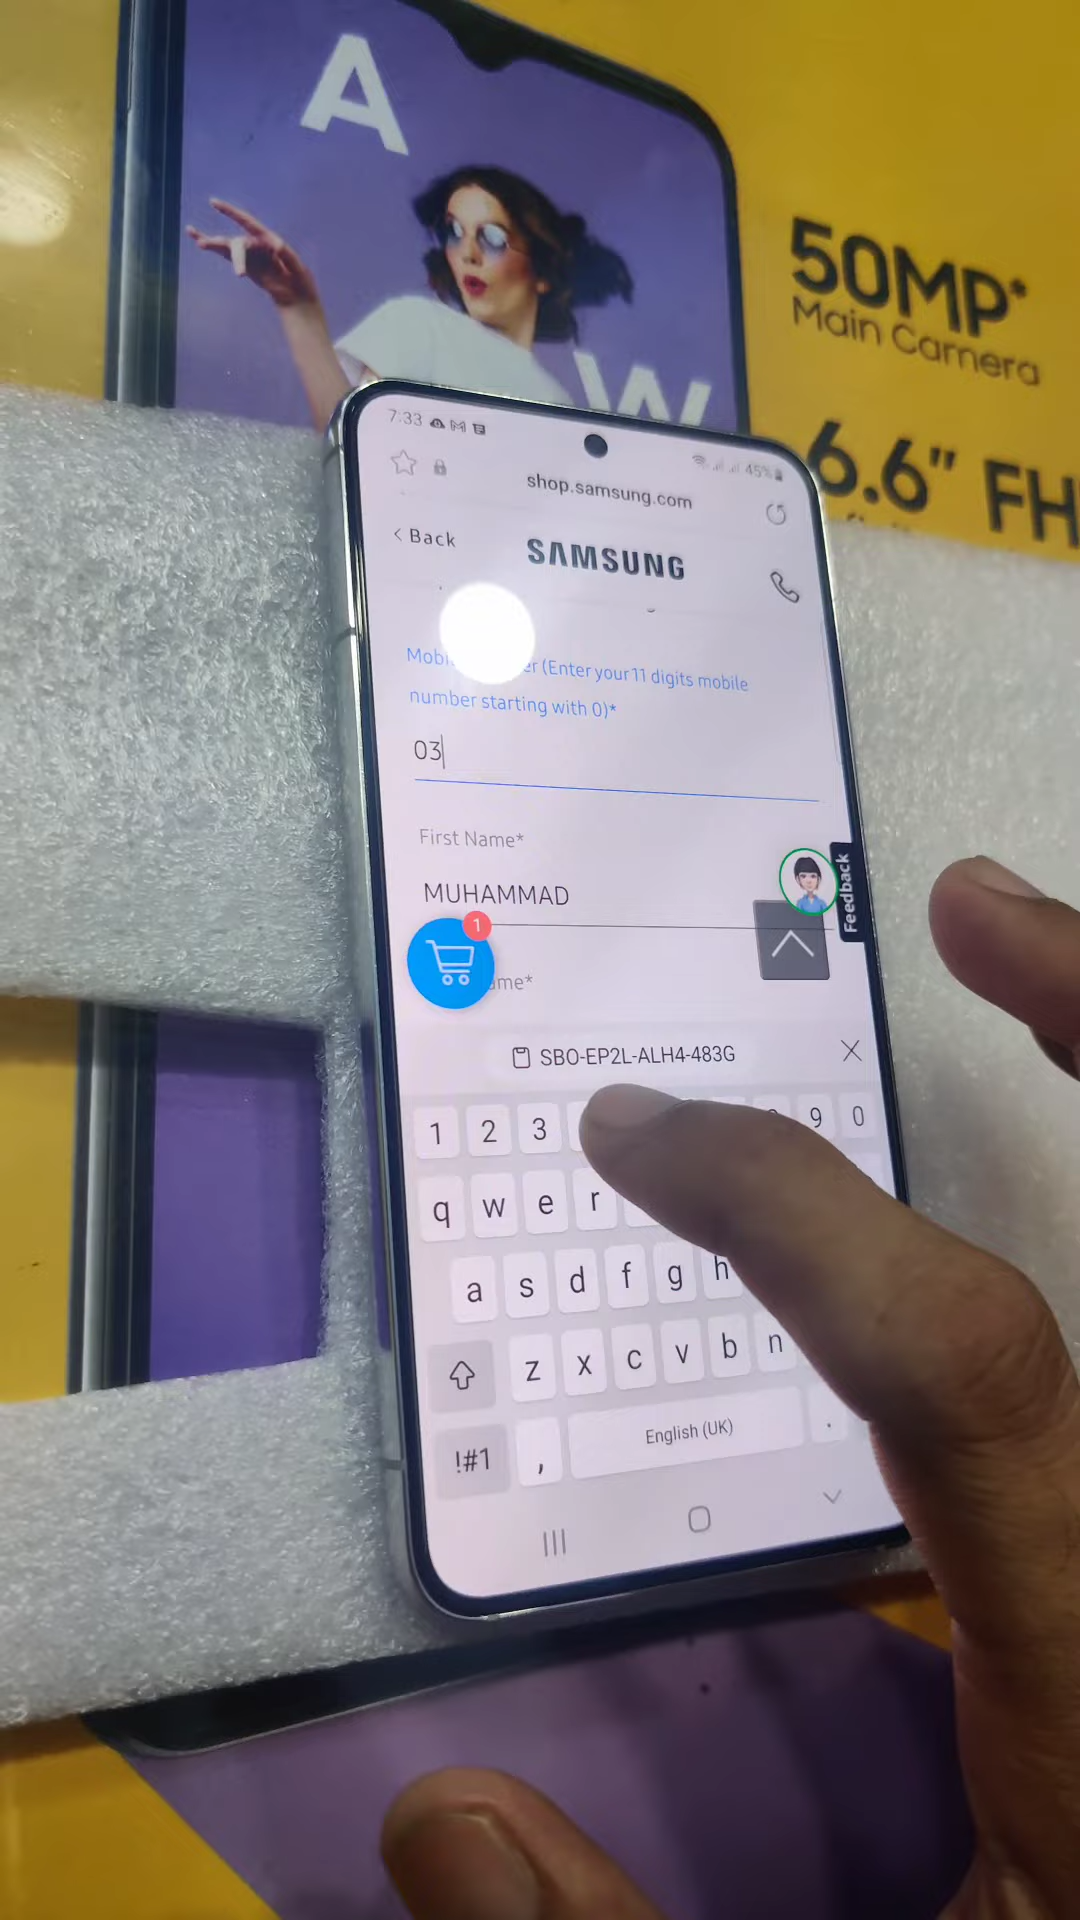 A
W
50MP*
Main Camera
6.6" FH
7:33
45%
shop.samsung.com
< Back
SAMSUNG
(Enter your 11 digits mobile
number starting with 0)*
03
First Name*
MUHAMMAD
Feedback
1
SBO-EP2L-ALH4-483G
1 2 3 9 0
q w e r
a s d f g h
z x c v b n
!#1 , English (UK) .